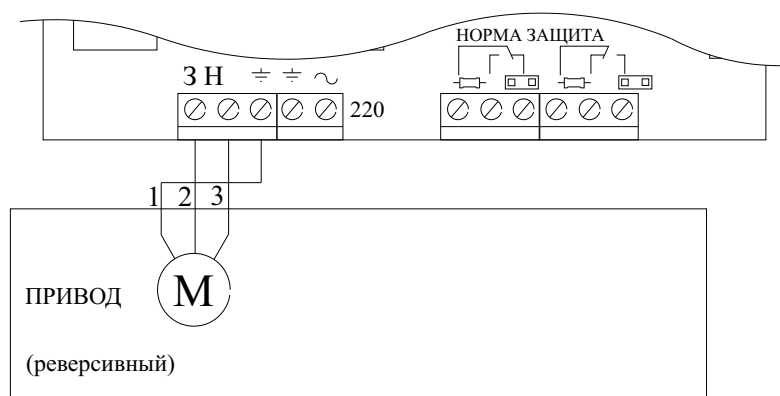 НОРМА ЗАЩИТА
З Н
220
1 2 3
М
ПРИВОД
(реверсивный)